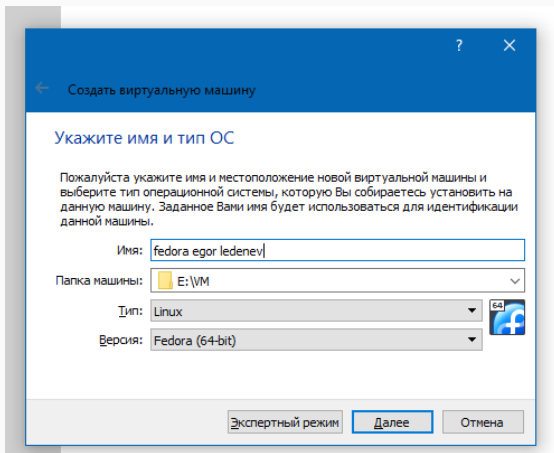 ?
Создать виртуальную машину
Укажите имя и тип ОС
Пожалуйста укажите имя и местоположение новой виртуальной машины и
выберите тип операционной системы, которую Вы собираетесь установить на
данную машину. Заданное Вами имя будет использоваться для идентификации
данной машины.
Имя: fedora egor ledenev
Папка машины: E:\VM
Тип: Linux
64
Версия: Fedora (64-bit)
Экспертный режим Далее Отмена